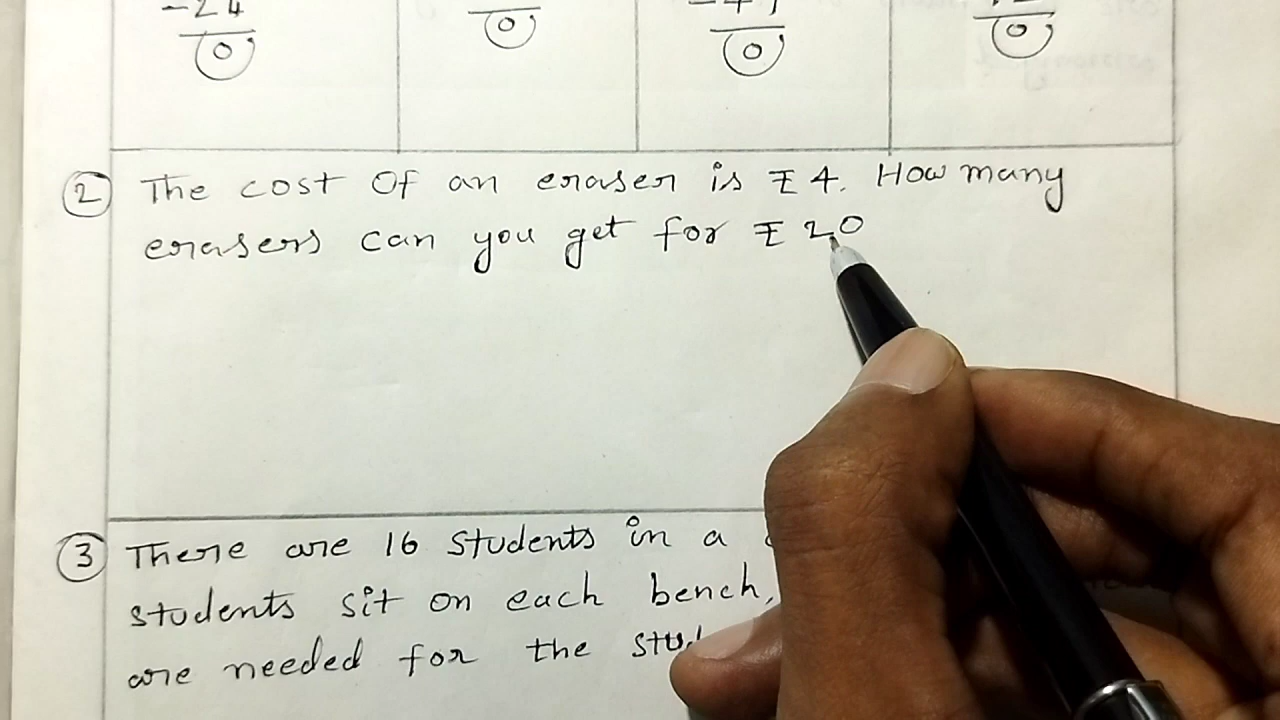 -24
0
0
0
0
② The cost of an eraser is ₹ 4. How many
erasers can you get for ₹ 20
③ There are 16 students in a
students sit on each bench,
are needed for the